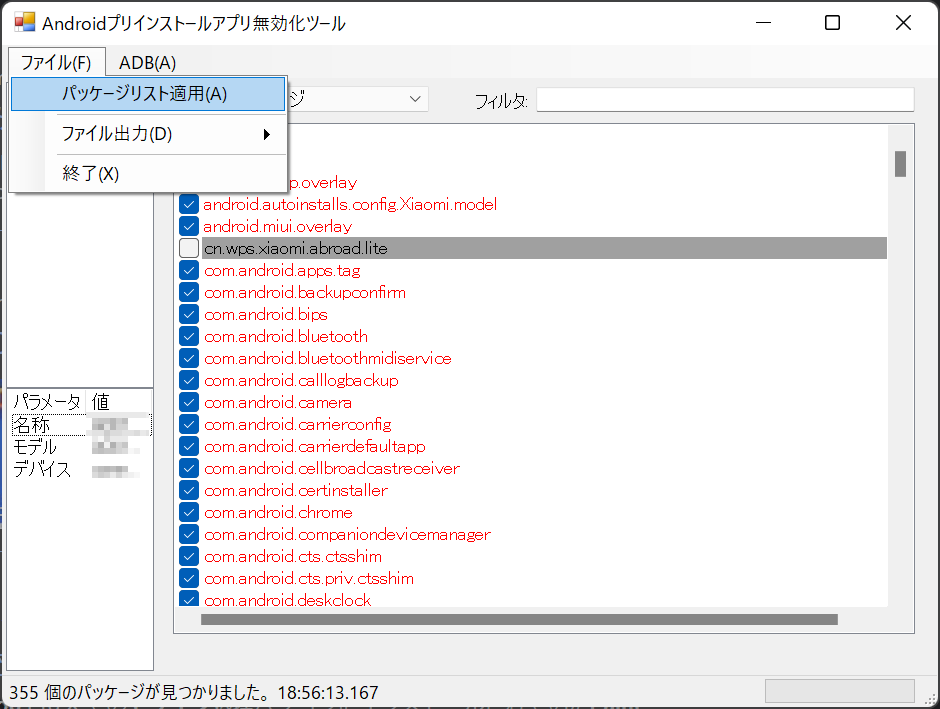 Androidプリインストールアプリ無効化ツール
ファイル(F) ADB(A)
パッケージリスト適用(A)
ジ フィルタ:
ファイル出力(D)
終了(X)
p.overlay
android.autoinstalls.config.Xiaomi.model
android.miui.overlay
cn.wps.xiaomi.abroad.lite
com.android.apps.tag
com.android.backupconfirm
com.android.bips
com.android.bluetooth
com.android.bluetoothmidiservice
com.android.calllogbackup
com.android.camera
com.android.carrierconfig
com.android.carrierdefaultapp
com.android.cellbroadcastreceiver
com.android.certinstaller
com.android.chrome
com.android.companiondevicemanager
com.android.cts.ctsshim
com.android.cts.priv.ctsshim
com.android.deskclock
パラメータ 値
名称
モデル
デバイス
355 個のパッケージが見つかりました。18:56:13.167